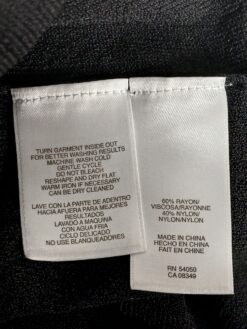 TURN GARMENT INSIDE OUT
FOR BETTER WASHING RESULTS
MACHINE WASH COLD
GENTLE CYCLE
DO NOT BLEACH
RESHAPE AND DRY FLAT
WARM IRON IF NECESSARY
CAN BE DRY CLEANED
LAVE CON LA PARTE DE ADENTRO
HACIA AFUERA PARA MEJORES
RESULTADOS
LAVADO A MAQUINA
CON AGUA FRIA
CICLO DELICADO
NO USE BLANQUEADORES
60% RAYON/
VISCOSA/RAYONNE
40% NYLON/
NYLON/NYLON
MADE IN CHINA
HECHO EN CHINA
FAIT EN CHINE
RN 54050
CA 08349